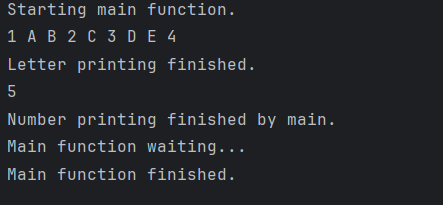 Starting main function.
1 A B 2 C 3 D E 4
Letter printing finished.
5
Number printing finished by main.
Main function waiting...
Main function finished.